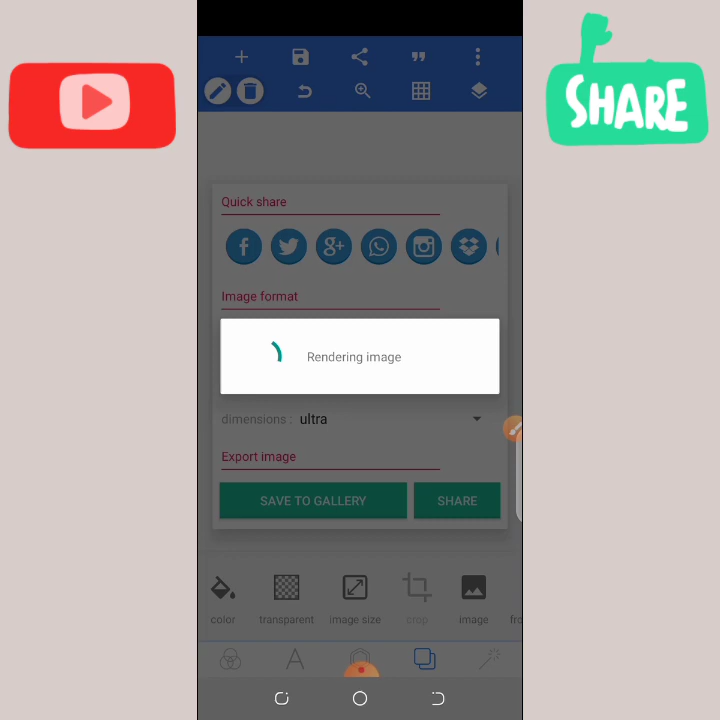 SHARE
Quick share
Image format
Rendering image
dimensions : ultra
Export image
SAVE TO GALLERY
SHARE
color
transparent
image size
crop
image
fro